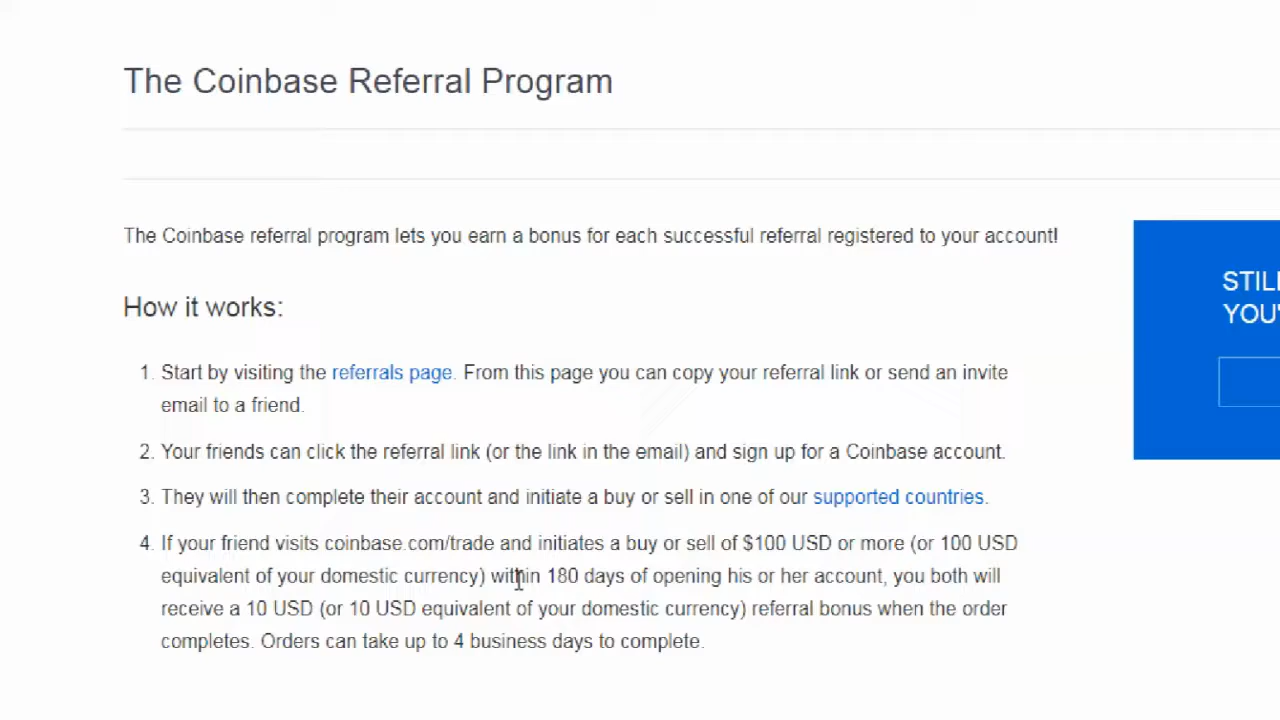 The Coinbase Referral Program
The Coinbase referral program lets you earn a bonus for each successful referral registered to your account!
How it works:
1. Start by visiting the referrals page. From this page you can copy your referral link or send an invite
email to a friend.
2. Your friends can click the referral link (or the link in the email) and sign up for a Coinbase account.
3. They will then complete their account and initiate a buy or sell in one of our supported countries.
4. If your friend visits coinbase.com/trade and initiates a buy or sell of $100 USD or more (or 100 USD
equivalent of your domestic currency) within 180 days of opening his or her account, you both will
receive a 10 USD (or 10 USD equivalent of your domestic currency) referral bonus when the order
completes. Orders can take up to 4 business days to complete.
STIL
YOU'